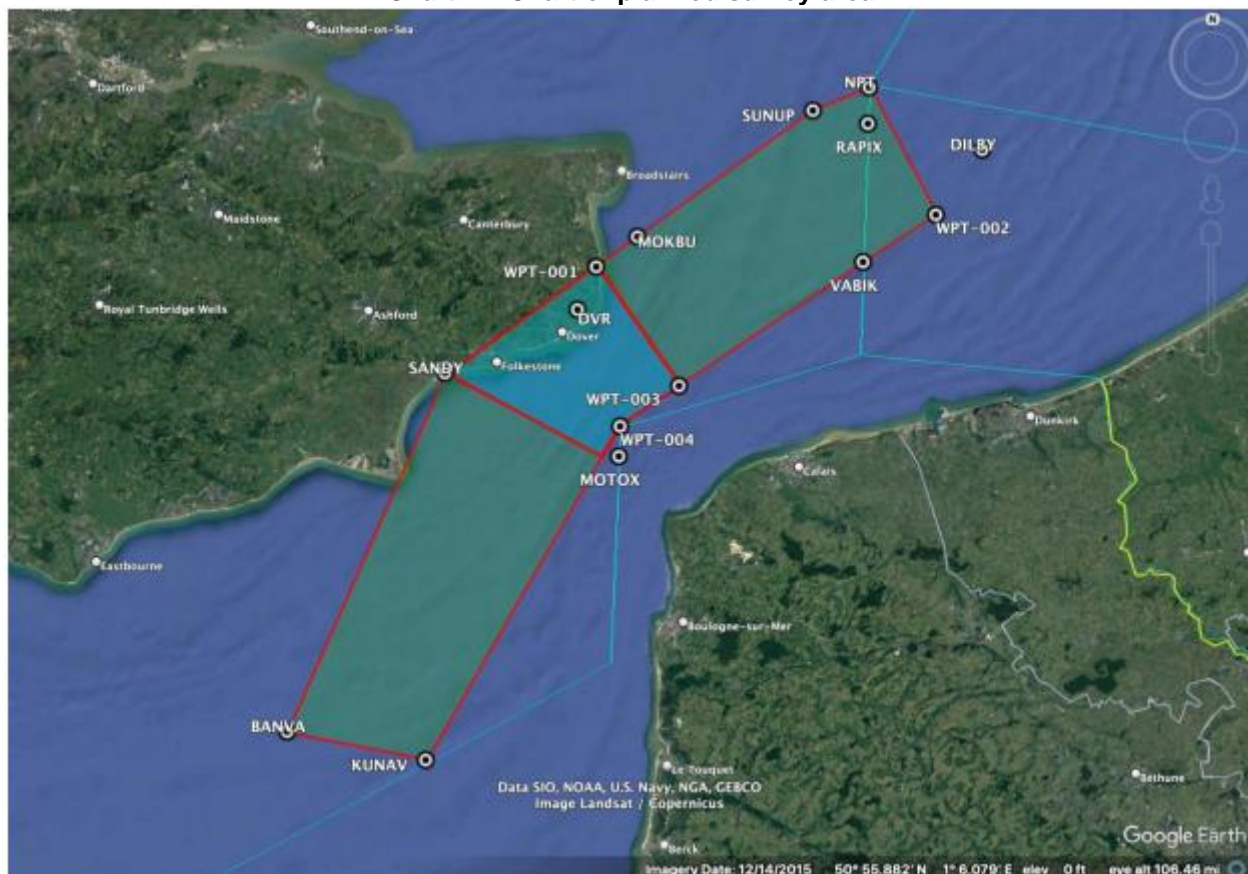 Southend-on-Sea
N
Dartford
NPT
SUNUP
RAPIX
DILBY
Broadstairs
Maidstone
Canterbury
WPT-002
MOKBU
WPT-001
VABIK
Royal Tunbridge Wells
Ashford
DVR
Dover
SANDY
Folkestone
WPT-003
Dunkirk
WPT-004
MOTOX
Calais
Eastbourne
Boulogne-sur-Mer
BANVA
KUNAV
Le Touquet
Béthune
Data SIO, NOAA, U.S. Navy, NGA, GEBCO
Image Landsat / Copernicus
Google Earth
Berck
Imagery Date: 12/14/2015 50° 55.882' N 1° 6.079' E elev 0 ft eye alt 106.46 mi